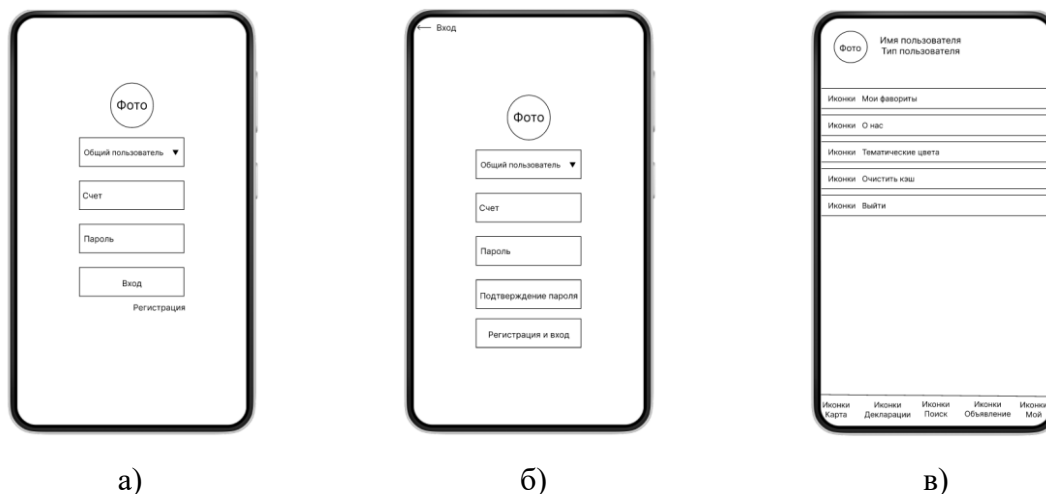 Фото
Общий пользователь ▼
Счет
Пароль
Вход
Регистрация
а)
← Вход
Фото
Общий пользователь ▼
Счет
Пароль
Подтверждение пароля
Регистрация и вход
б)
Фото
Имя пользователя
Тип пользователя
Иконки Мои фавориты
Иконки О нас
Иконки Тематические цвета
Иконки Очистить кэш
Иконки Выйти
Иконки Иконки Иконки Иконки Иконки
Карта Декларации Поиск Объявление Мой
в)